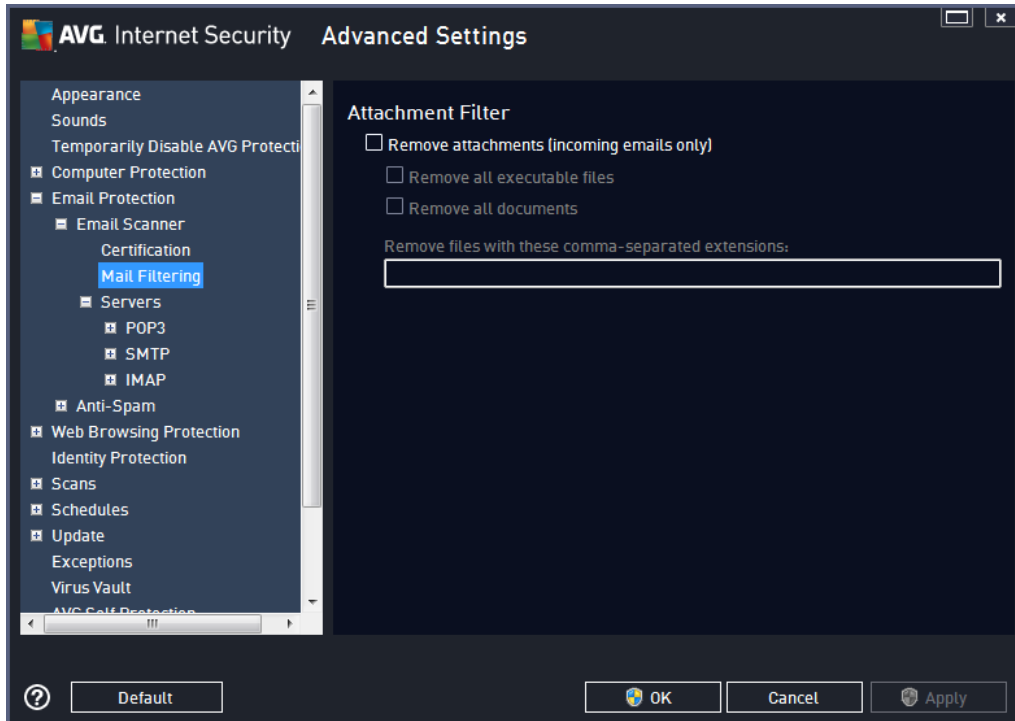 AVG. Internet Security Advanced Settings
Appearance
Sounds
Temporarily Disable AVG Protecti
Computer Protection
Email Protection
Email Scanner
Certification
Mail Filtering
Servers
POP3
SMTP
IMAP
Anti-Spam
Web Browsing Protection
Identity Protection
Scans
Schedules
Update
Exceptions
Virus Vault
AVG Self Protection
Attachment Filter
Remove attachments (incoming emails only)
Remove all executable files
Remove all documents
Remove files with these comma-separated extensions:
Default
OK
Cancel
Apply